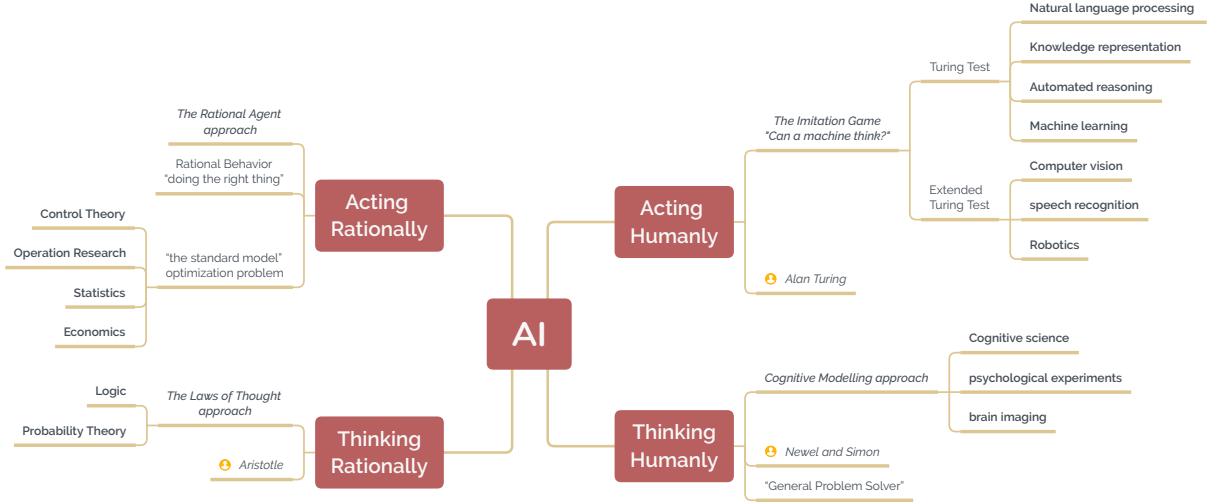 AI
Acting
Rationally
The Rational Agent
approach
Rational Behavior
“doing the right thing”
“the standard model”
optimization problem
Control Theory
Operation Research
Statistics
Economics
Thinking
Rationally
The Laws of Thought
approach
Logic
Probability Theory
Aristotle
Acting
Humanly
The Imitation Game
"Can a machine think?"
Turing Test
Natural language processing
Knowledge representation
Automated reasoning
Machine learning
Extended
Turing Test
Computer vision
speech recognition
Robotics
Alan Turing
Thinking
Humanly
Cognitive Modelling approach
Cognitive science
psychological experiments
brain imaging
Newel and Simon
“General Problem Solver”